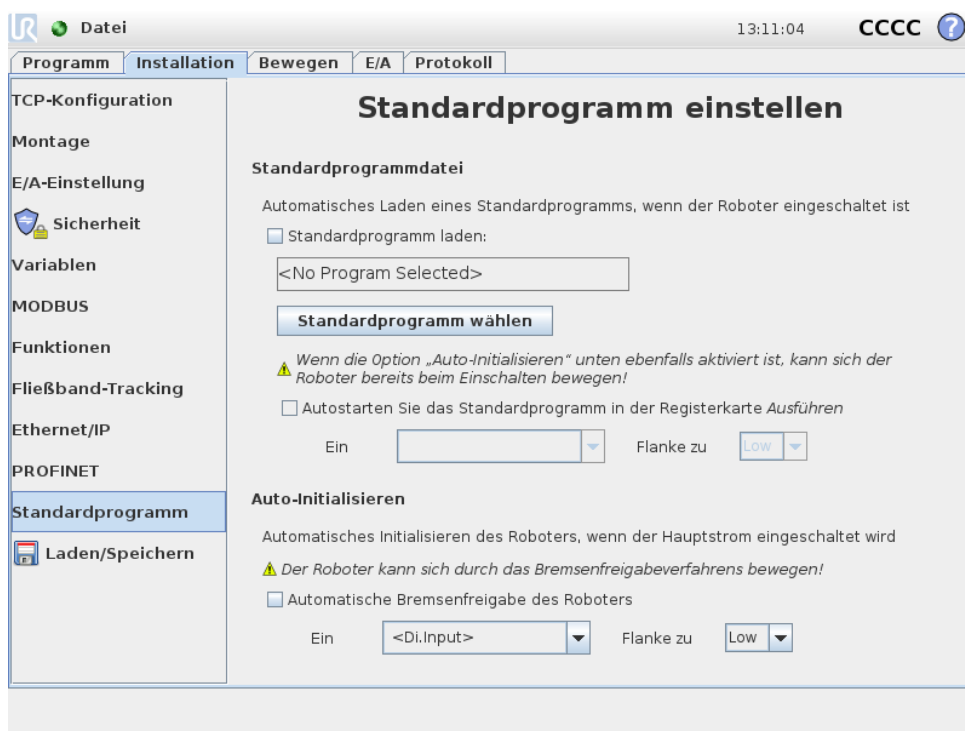 UR Datei 13:11:04 CCCC ?
Programm Installation Bewegen E/A Protokoll
TCP-Konfiguration
Montage
E/A-Einstellung
Sicherheit
Variablen
MODBUS
Funktionen
Fließband-Tracking
Ethernet/IP
PROFINET
Standardprogramm
Laden/Speichern
Standardprogramm einstellen
Standardprogrammdatei
Automatisches Laden eines Standardprogramms, wenn der Roboter eingeschaltet ist
Standardprogramm laden:
<No Program Selected>
Standardprogramm wählen
Wenn die Option „Auto-Initialisieren“ unten ebenfalls aktiviert ist, kann sich der
Roboter bereits beim Einschalten bewegen!
Autostarten Sie das Standardprogramm in der Registerkarte Ausführen
Ein Flanke zu Low
Auto-Initialisieren
Automatisches Initialisieren des Roboters, wenn der Hauptstrom eingeschaltet wird
Der Roboter kann sich durch das Bremsenfreigabeverfahrens bewegen!
Automatische Bremsenfreigabe des Roboters
Ein <Di.Input> Flanke zu Low